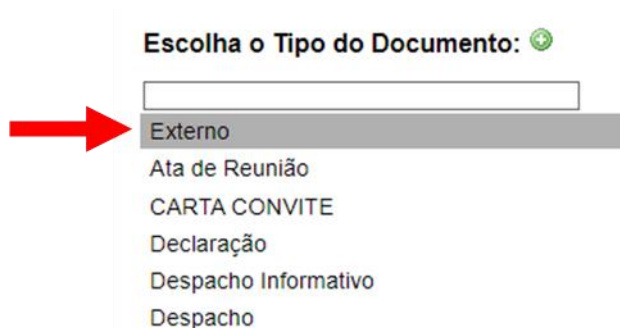 Escolha o Tipo do Documento:
Externo
Ata de Reunião
CARTA CONVITE
Declaração
Despacho Informativo
Despacho